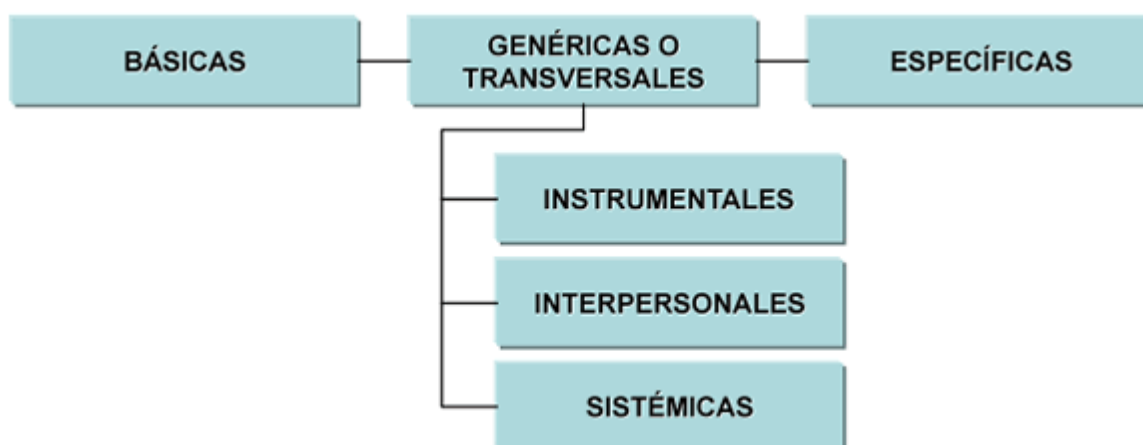 BÁSICAS
GENÉRICAS O
TRANSVERSALES
ESPECÍFICAS
INSTRUMENTALES
INTERPERSONALES
SISTÉMICAS